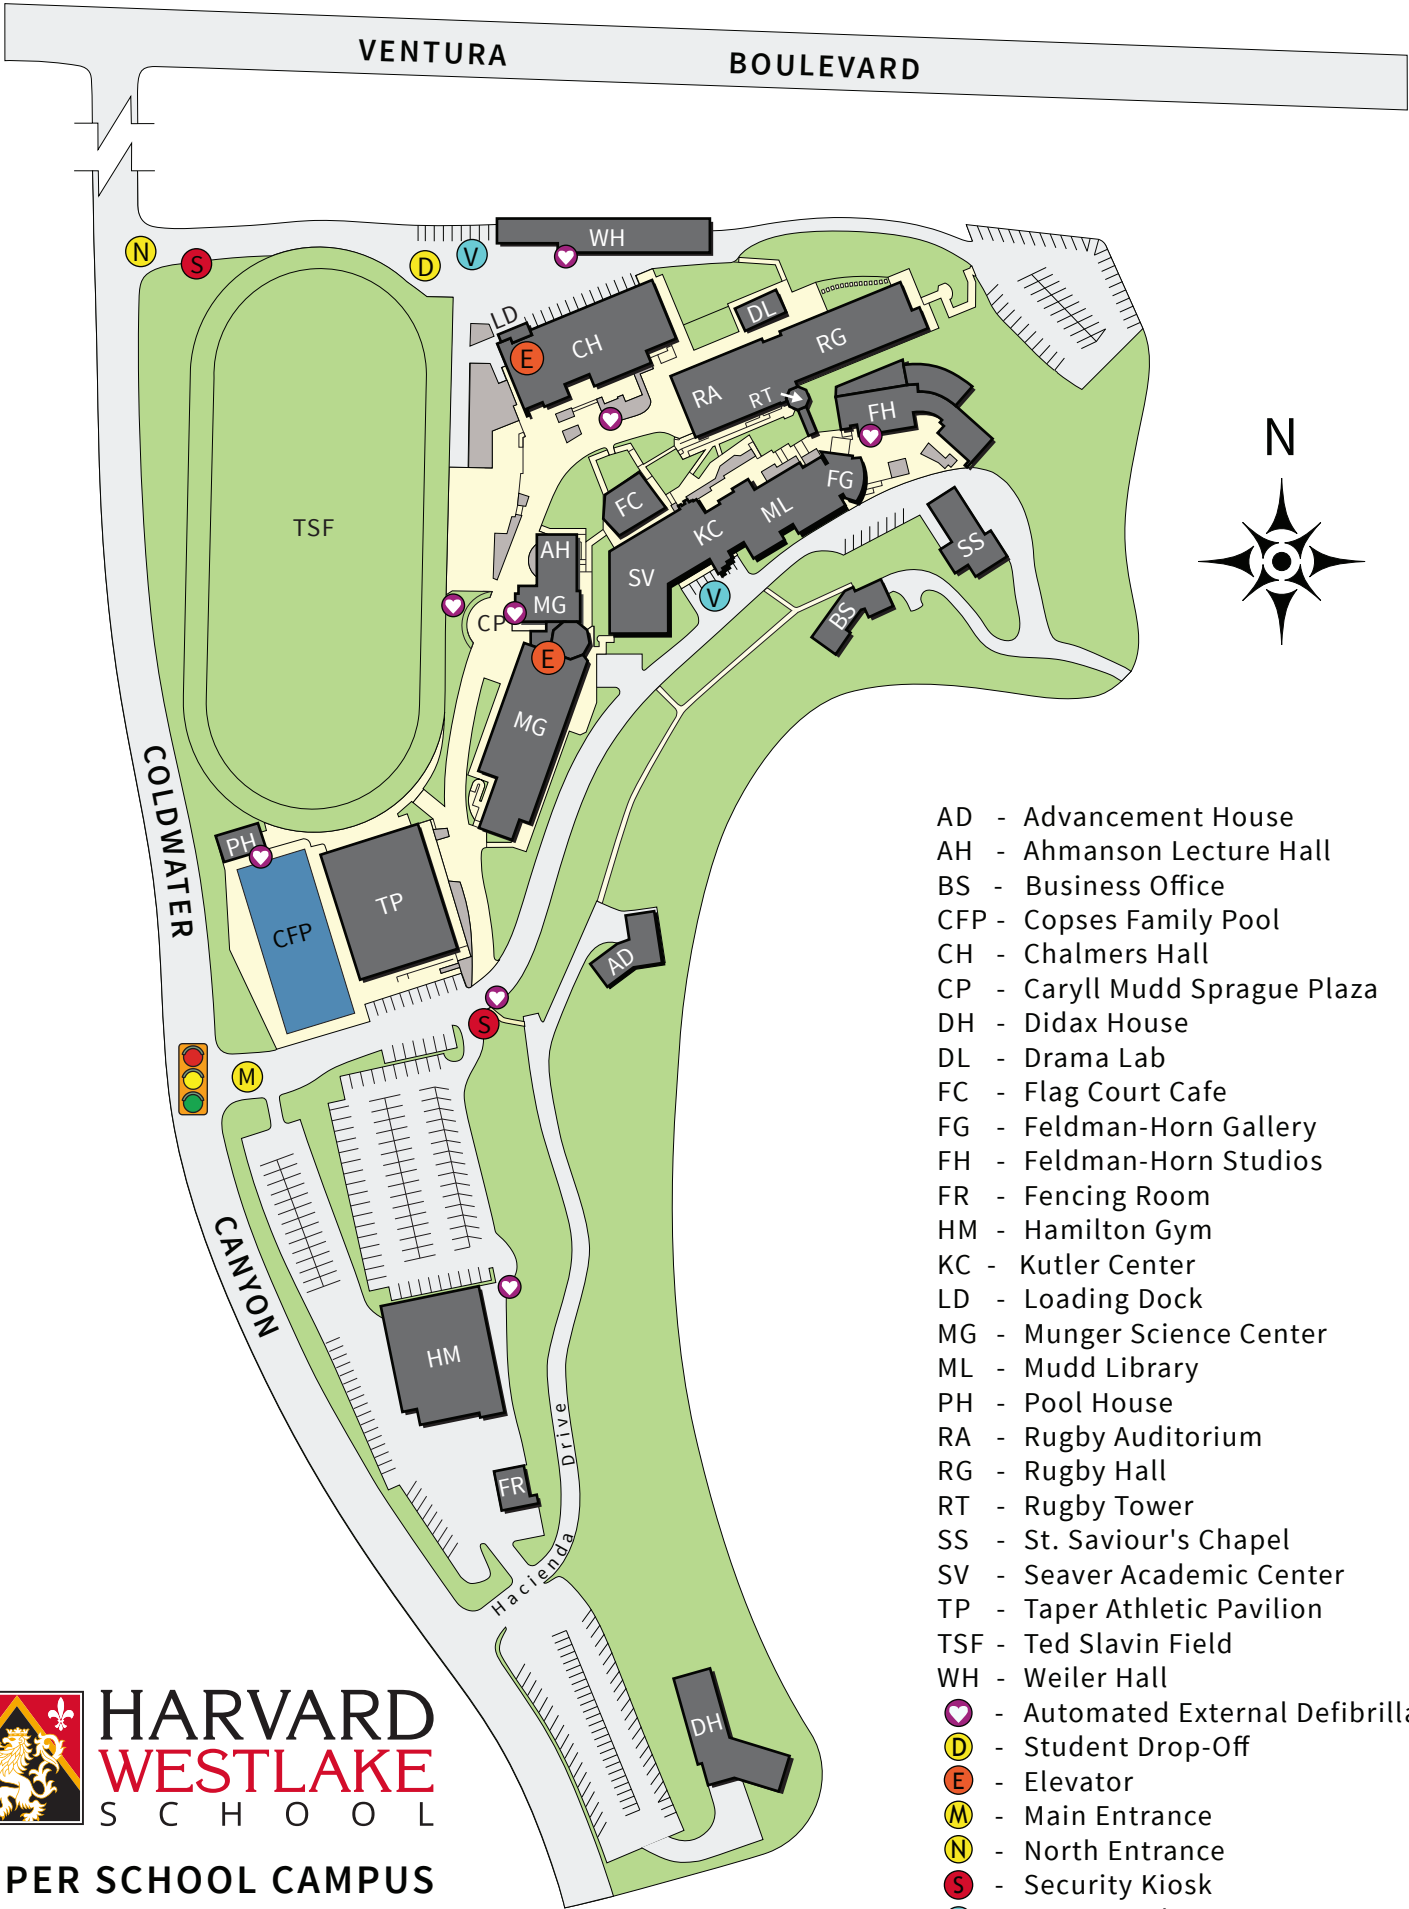 VENTURA BOULEVARD
N
S
D
V
WH
LD
E
CH
DL
RG
RA
RT
FH
N
TSF
FC
FG
ML
KC
AH
SV
SS
V
MG
CP
BS
E
MG
COLDWATER
PH
TP
CFP
AD
S
M
CANYON
HM
FR
Hacienda Drive
DH
AD - Advancement House
AH - Ahmanson Lecture Hall
BS - Business Office
CFP - Copses Family Pool
CH - Chalmers Hall
CP - Caryll Mudd Sprague Plaza
DH - Didax House
DL - Drama Lab
FC - Flag Court Cafe
FG - Feldman-Horn Gallery
FH - Feldman-Horn Studios
FR - Fencing Room
HM - Hamilton Gym
KC - Kutler Center
LD - Loading Dock
MG - Munger Science Center
ML - Mudd Library
PH - Pool House
RA - Rugby Auditorium
RG - Rugby Hall
RT - Rugby Tower
SS - St. Saviour's Chapel
SV - Seaver Academic Center
TP - Taper Athletic Pavilion
TSF - Ted Slavin Field
WH - Weiler Hall
- Automated External
D - Student Drop-Off
E - Elevator
M - Main Entrance
N - North Entrance
S - Security Kiosk
HARVARD
WESTLAKE
SCHOOL
SCHOOL CAMPUS